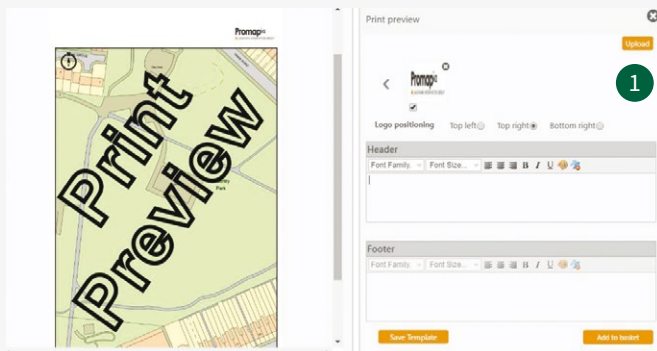 Promap
Print
Preview
Park
Print preview
Upload
1
Promap
Logo positioning Top left Top right Bottom right
Header
Font Family. Font Size... B I U
Footer
Font Family. Font Size... B I U
Save Template Add to basket